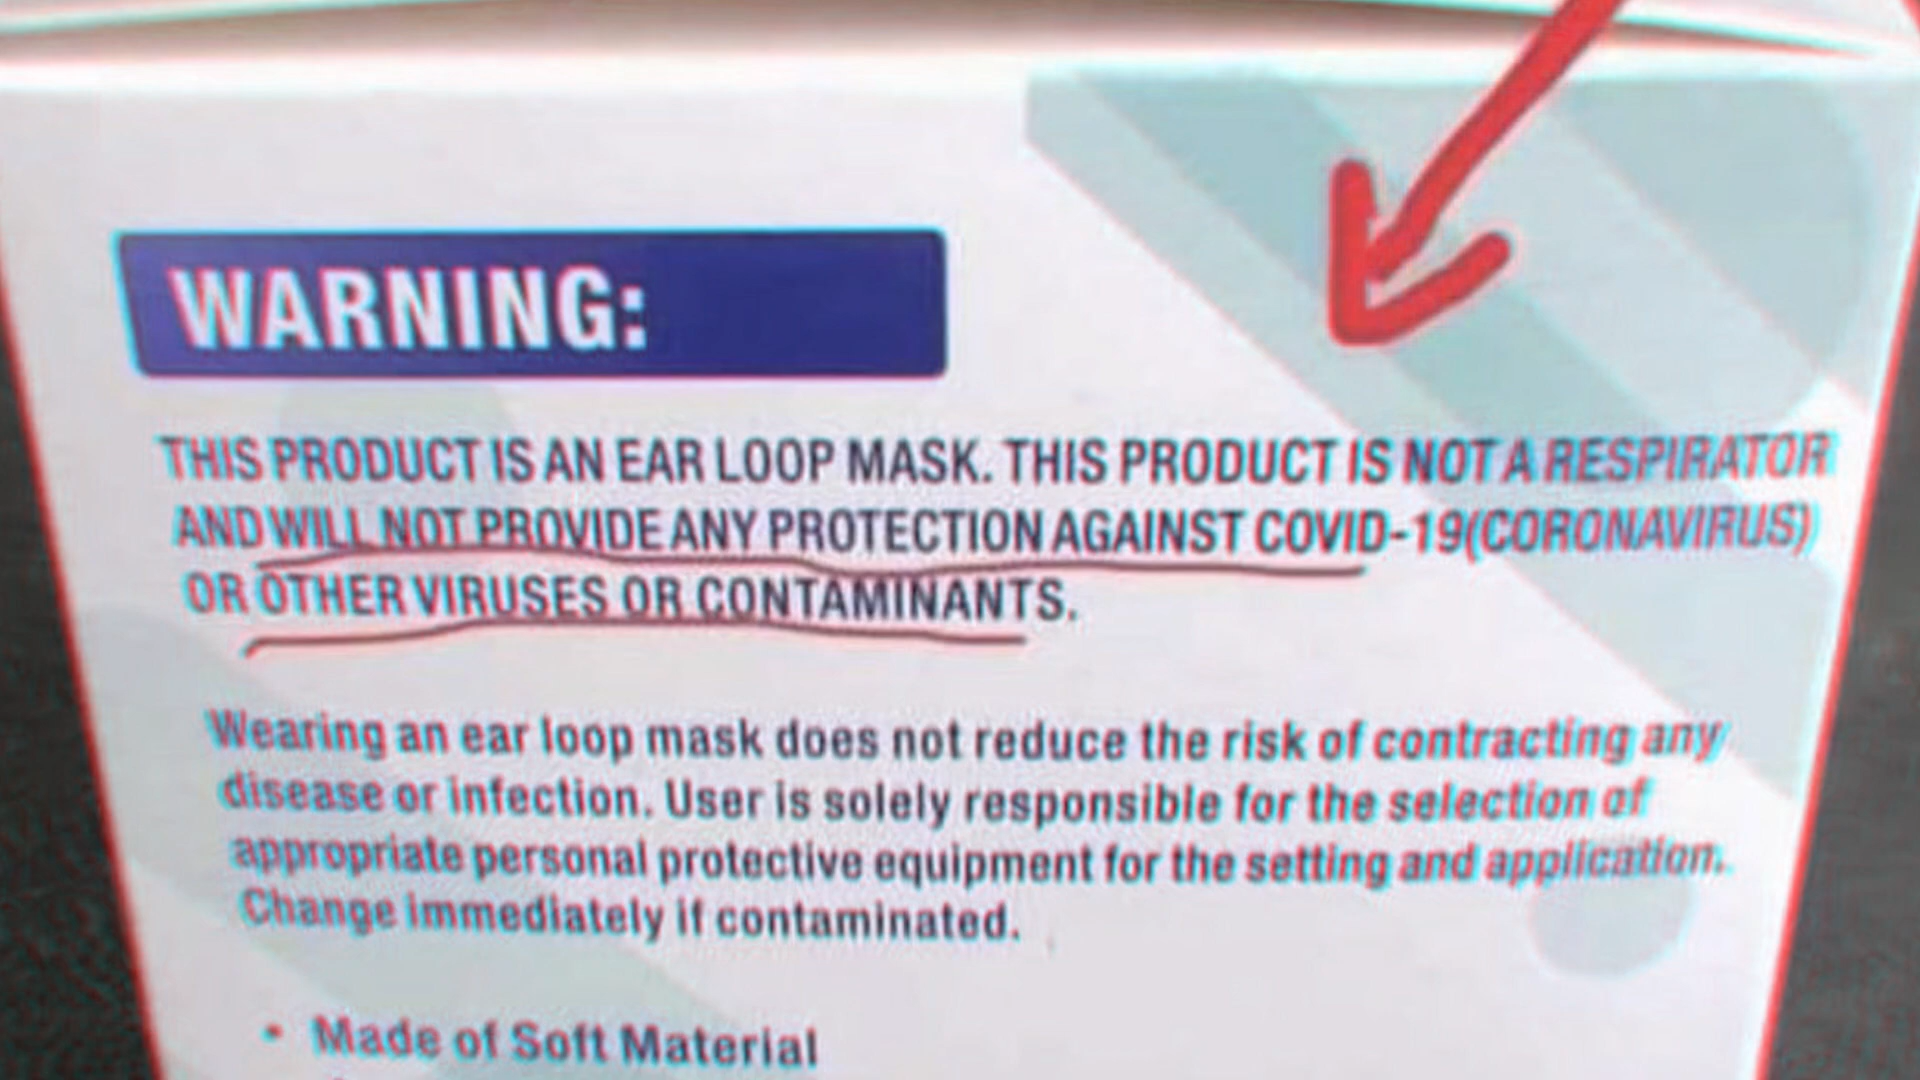 WARNING:
THIS PRODUCT IS AN EAR LOOP MASK. THIS PRODUCT IS NOT A RESPIRATOR
AND WILL NOT PROVIDE ANY PROTECTION AGAINST COVID-19(CORONAVIRUS)
OR OTHER VIRUSES OR CONTAMINANTS.
Wearing an ear loop mask does not reduce the risk of contracting any
disease or infection. User is solely responsible for the selection of
appropriate personal protective equipment for the setting and application.
Change immediately if contaminated.
• Made of Soft Material